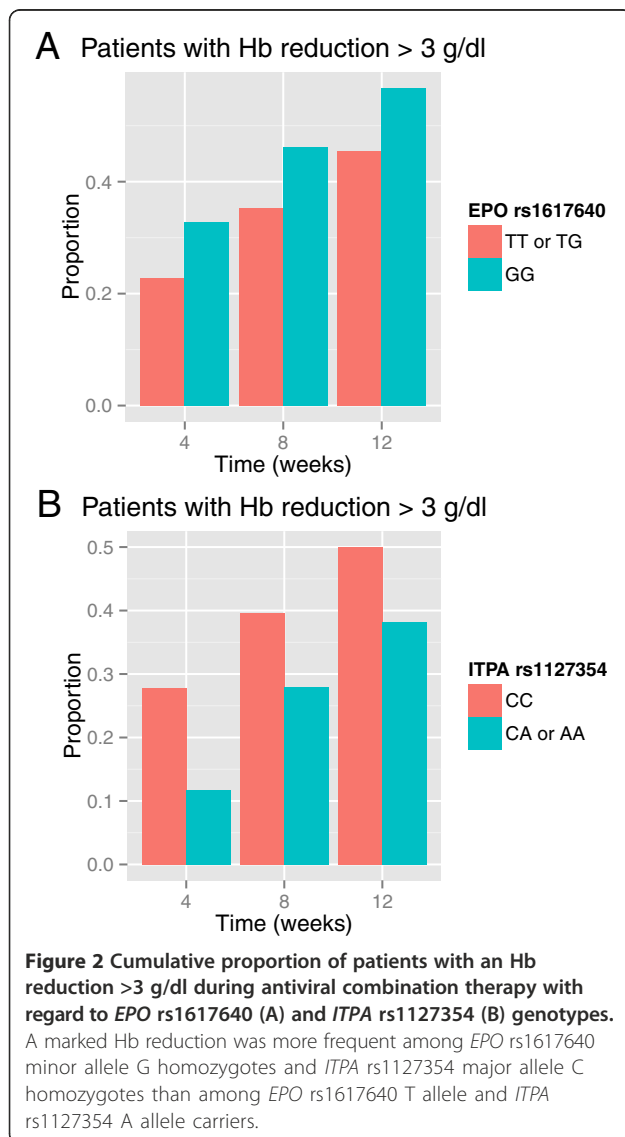 A Patients with Hb reduction > 3 g/dl
Proportion
0.4
0.2
0.0
4 8 12
Time (weeks)
EPO rs1617640
TT or TG
GG
B Patients with Hb reduction > 3 g/dl
Proportion
0.5
0.4
0.3
0.2
0.1
0.0
4 8 12
Time (weeks)
ITPA rs1127354
CC
CA or AA
Figure 2 Cumulative proportion of patients with an Hb
reduction >3 g/dl during antiviral combination therapy with
regard to EPO rs1617640 (A) and ITPA rs1127354 (B) genotypes.
A marked Hb reduction was more frequent among EPO rs1617640
minor allele G homozygotes and ITPA rs1127354 major allele C
homozygotes than among EPO rs1617640 T allele and ITPA
rs1127354 A allele carriers.